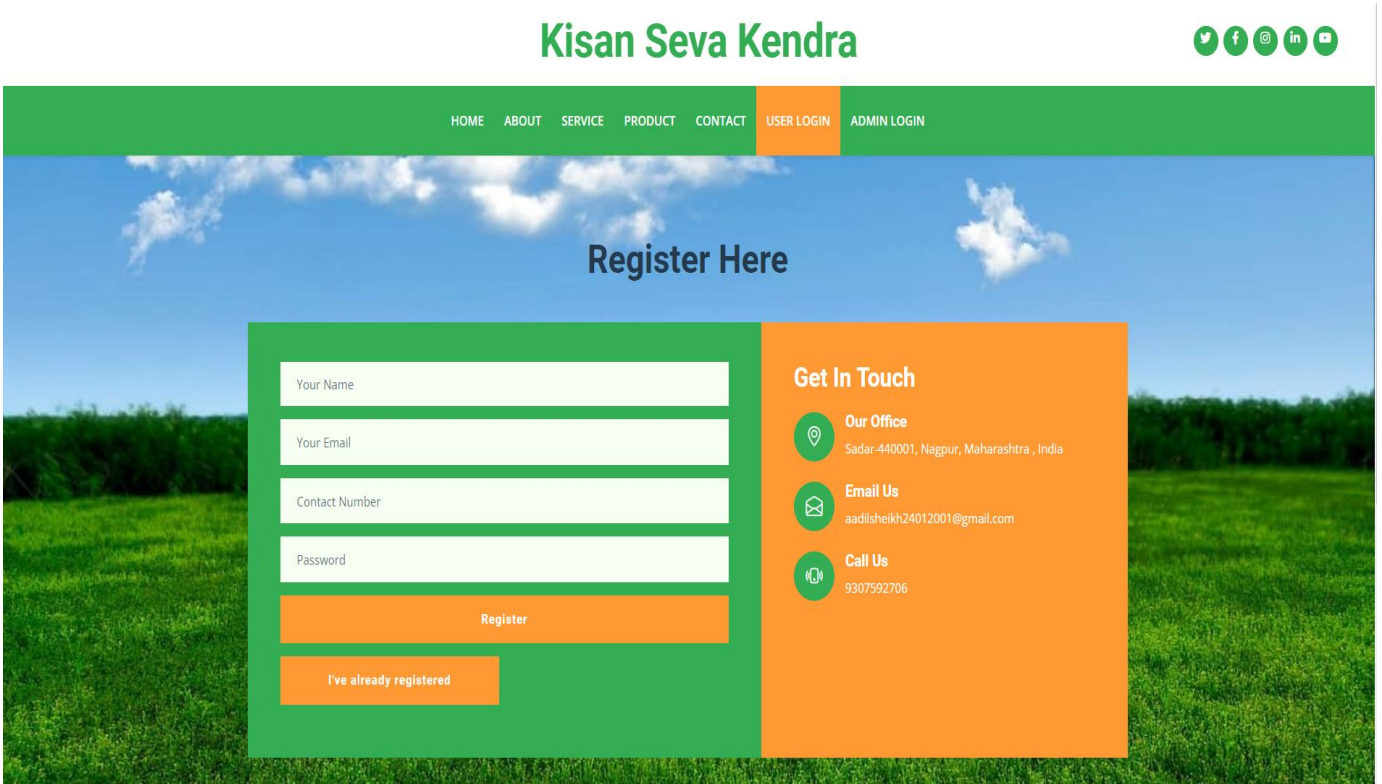 Kisan Seva Kendra
HOME ABOUT SERVICE PRODUCT CONTACT USER LOGIN ADMIN LOGIN
Register Here
Your Name
Your Email
Contact Number
Password
Register
I've already registered
Get In Touch
Our Office
Sadar-440001, Nagpur, Maharashtra , India
Email Us
aadilsheikh24012001@gmail.com
Call Us
9307592706